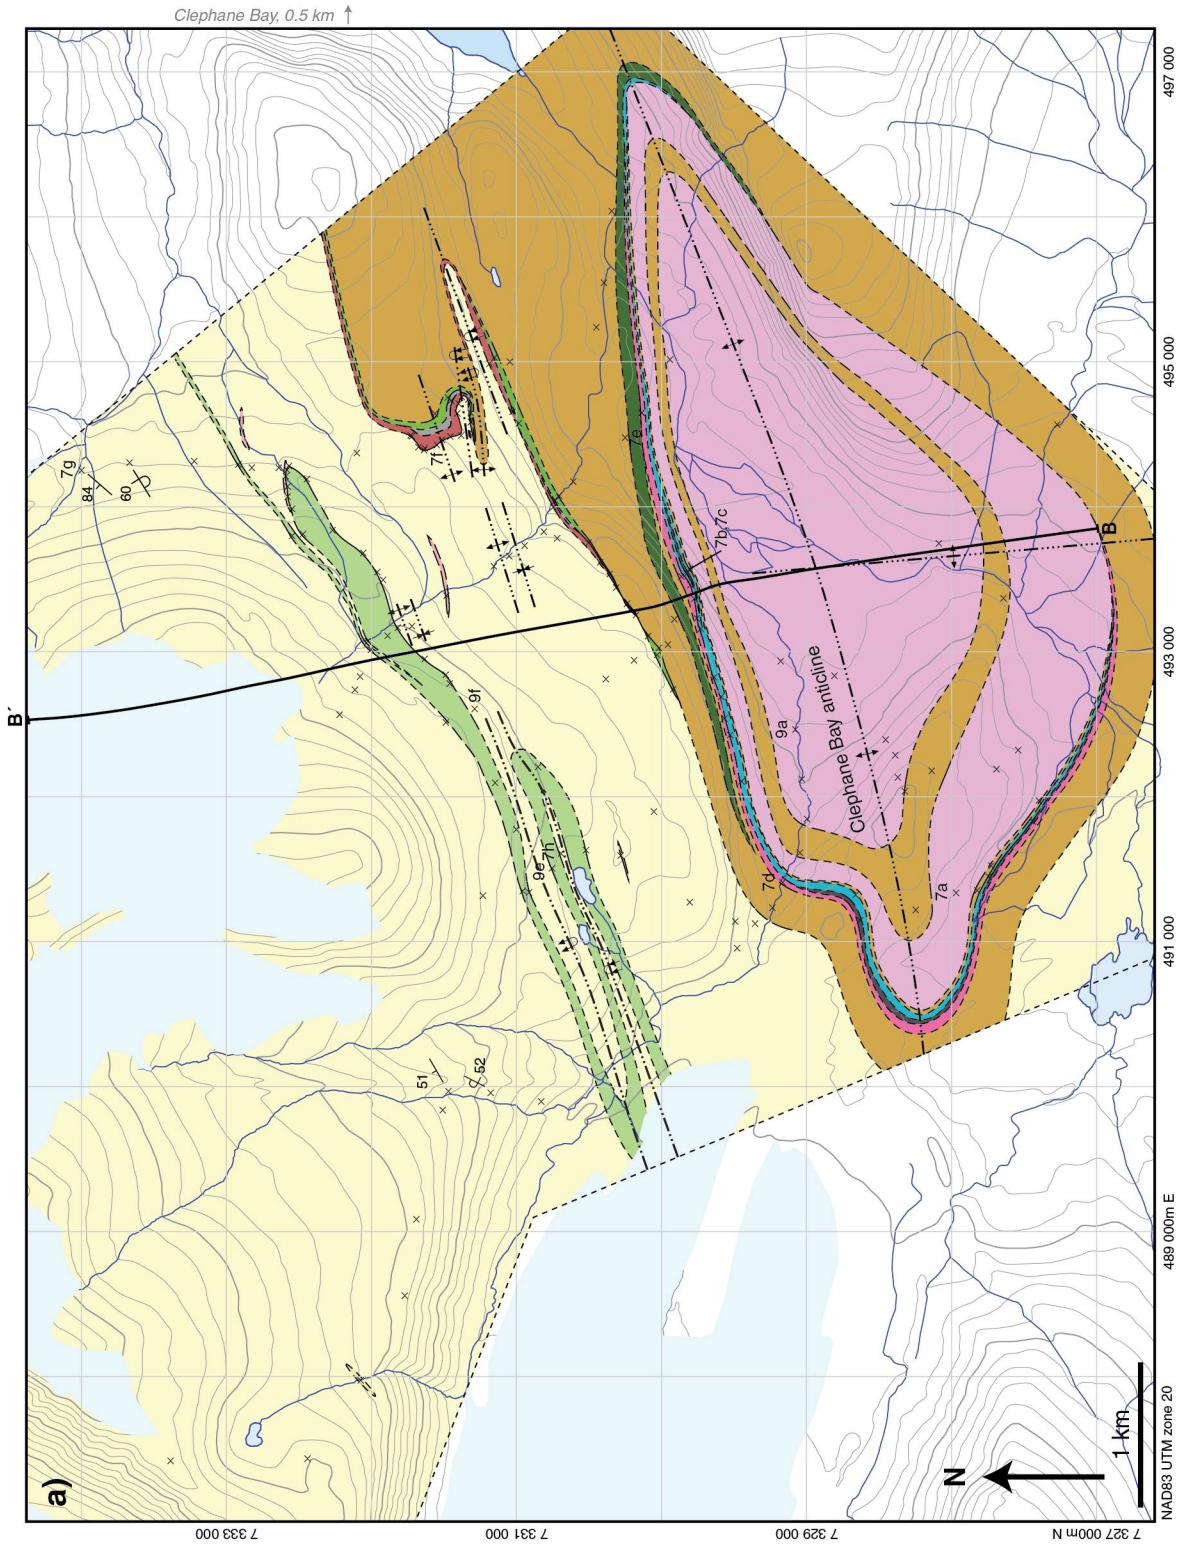 Clephane Bay, 0.5 km
a)
B´
7g
84
60
7f
9f
9e
7h
51
52
7e
7b,7c
9a
Clephane Bay anticline
7d
7a
B
N
1 km
NAD83 UTM zone 20
489 000m E
491 000
493 000
495 000
497 000
7 333 000
7 331 000
7 329 000
7 327 000m N